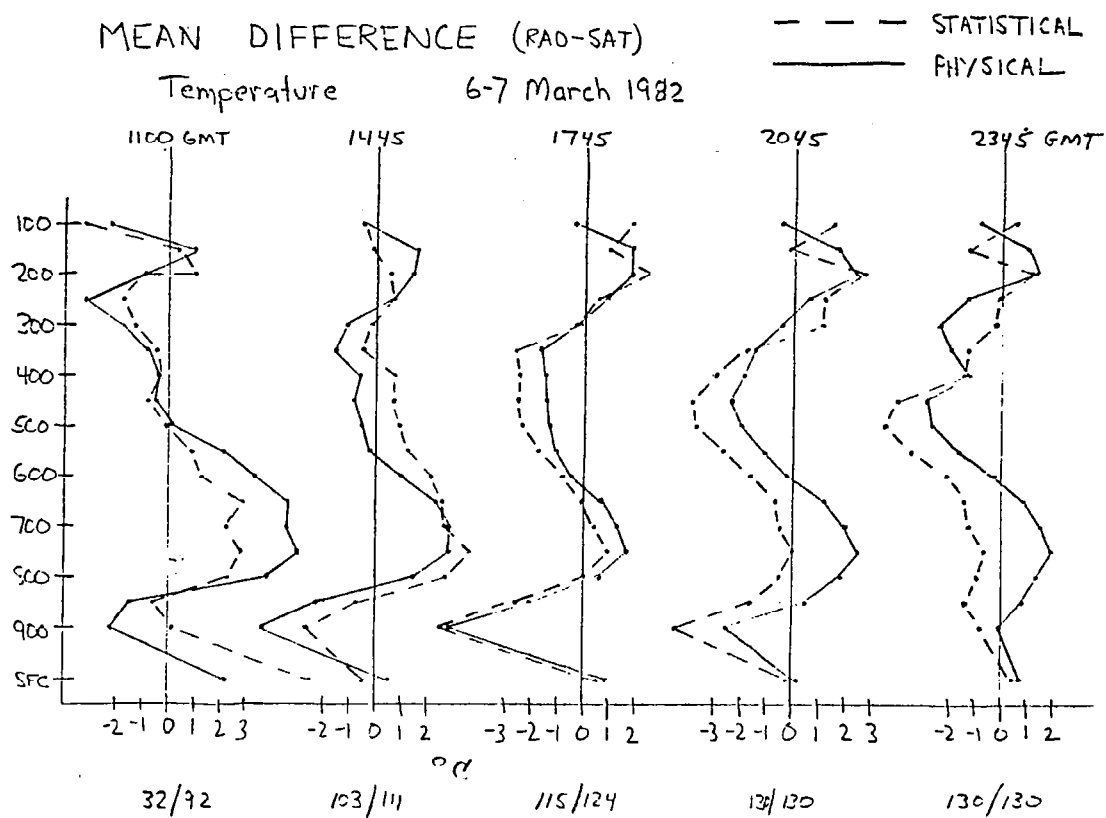 MEAN DIFFERENCE (RAO-SAT)
STATISTICAL
PHYSICAL
Temperature 6-7 March 1982
1100 GMT 1445 1745 2045 2345 GMT
100
200
300
400
500
600
700
800
900
SFC
-2 -1 0 1 2 3 -2 -1 0 1 2 -3 -2 -1 0 1 2 -3 -2 -1 0 1 2 3 -2 -1 0 1 2
32/92 103/111 115/124 130/130 130/130